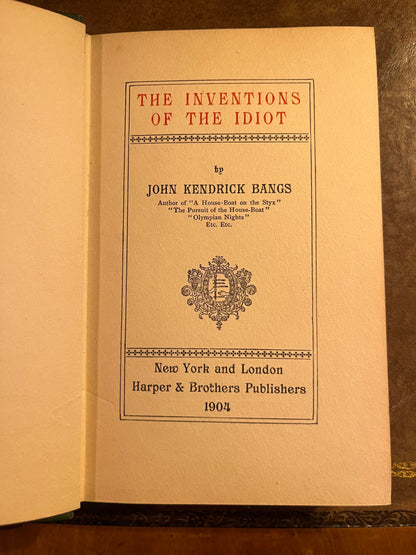 THE INVENTIONS
OF THE IDIOT
by
JOHN KENDRICK BANGS
Author of "A House-Boat on the Styx"
"The Pursuit of the House-Boat"
"Olympian Nights"
Etc. Etc.
New York and London
Harper & Brothers Publishers
1904